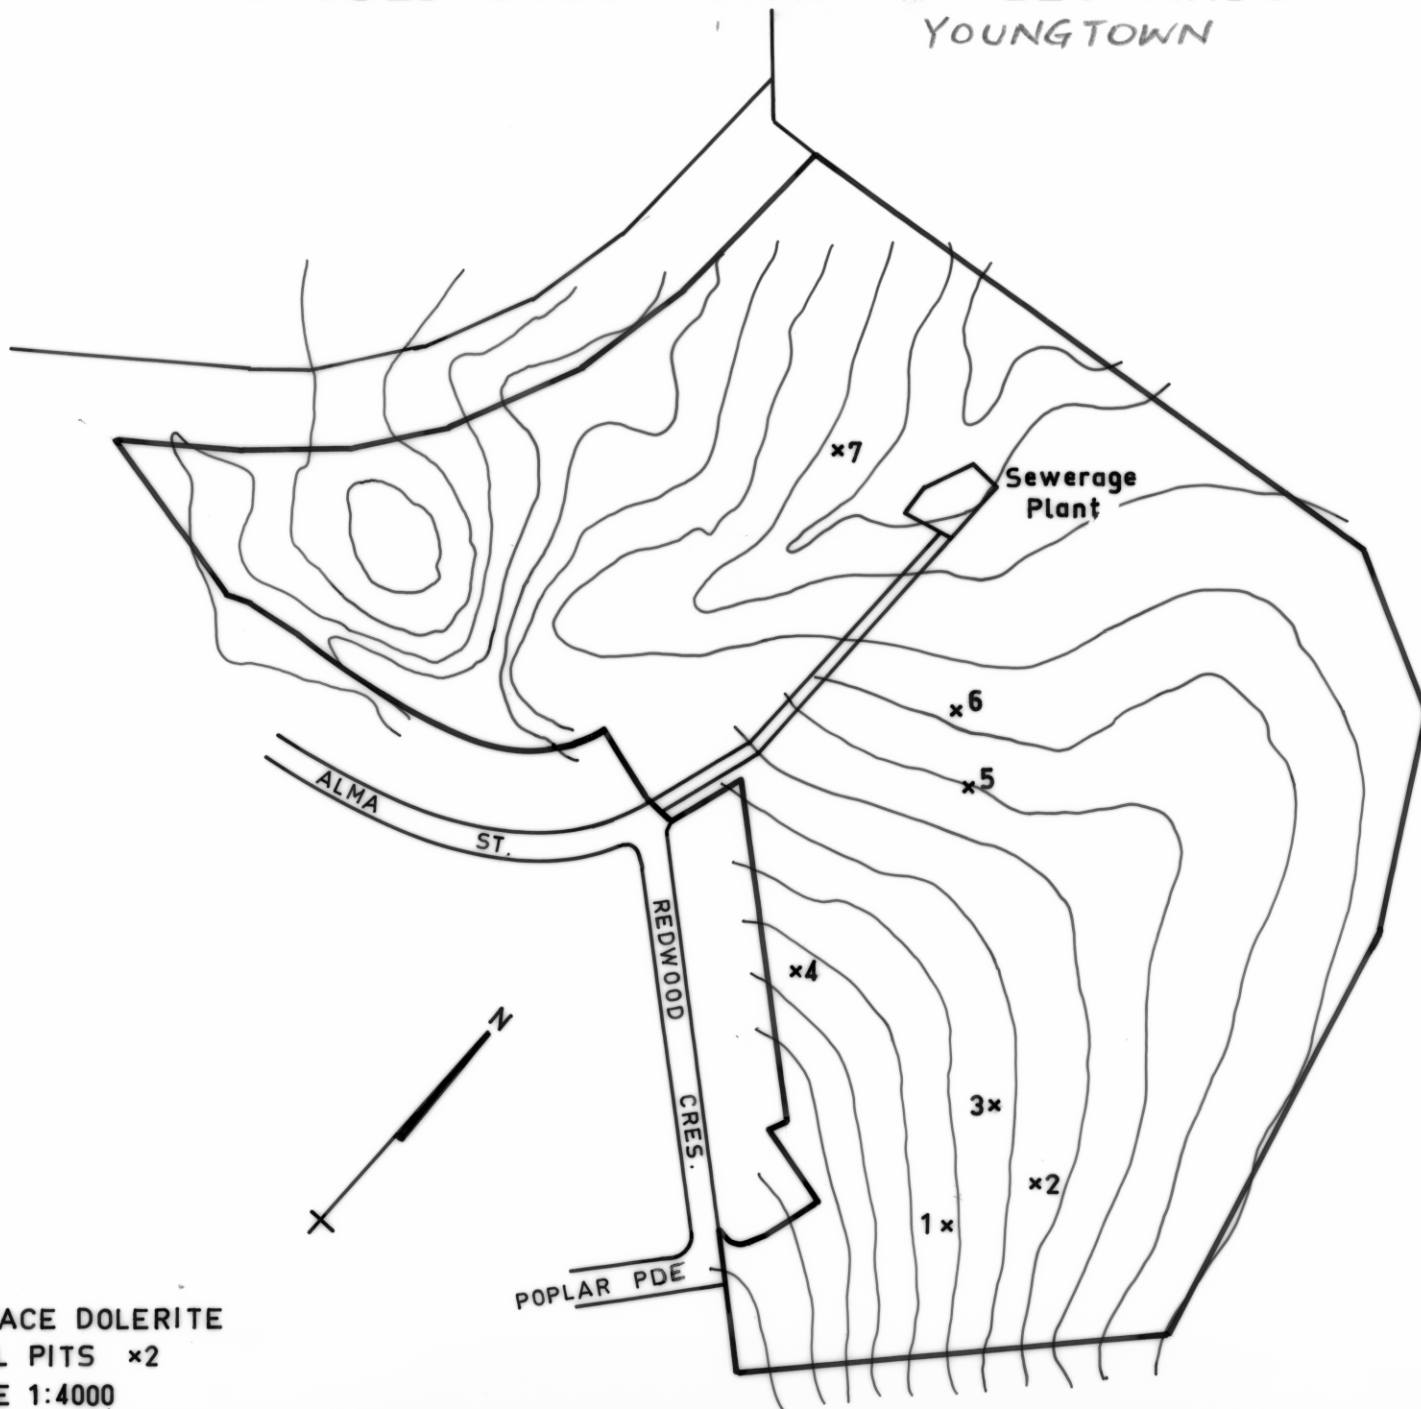 YOUNGTOWN
×7
Sewerage
Plant
×6
×5
ALMA ST.
REDWOOD CRES.
×4
N
3×
×2
1×
POPLAR PDE
ACE DOLERITE
PITS ×2
1:4000